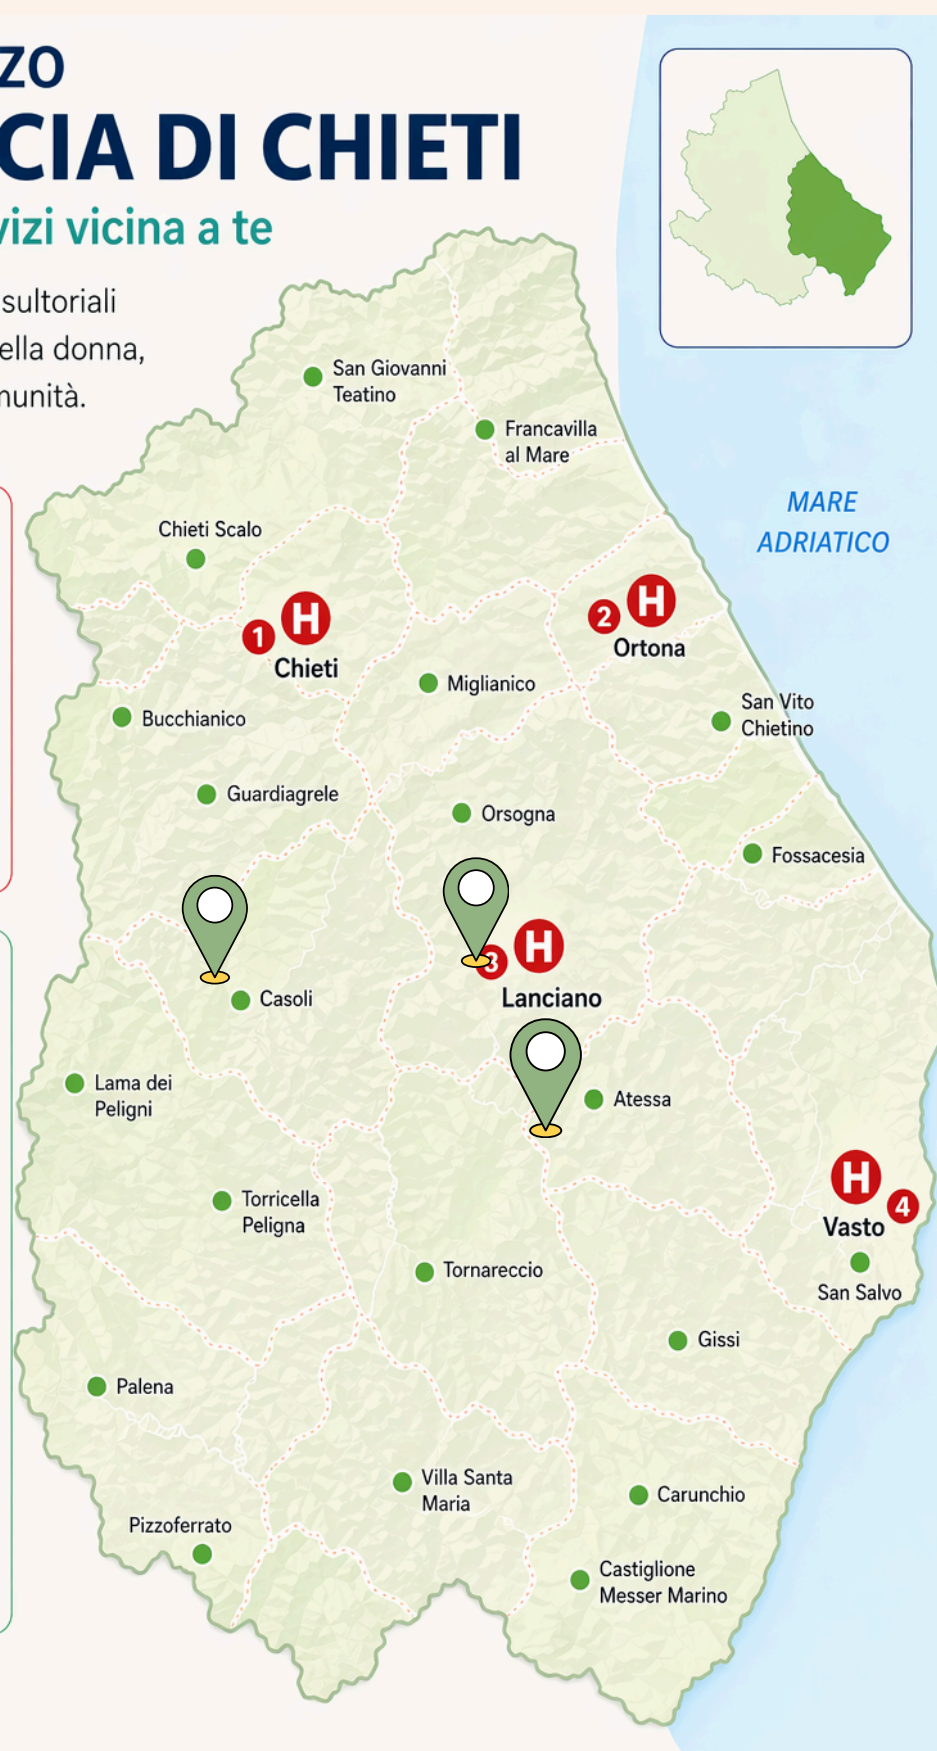 ZO
CIA DI CHIETI
vizi vicina a te
sultoriali
ella donna,
munità.
San Giovanni
Teatino
Francavilla
al Mare
MARE
ADRIATICO
Chieti Scalo
1 H
Chieti
2 H
Ortona
Miglianico
San Vito
Chietino
Bucchianico
Guardiagrele
Orsogna
Fossacesia
3 H
Lanciano
Casoli
Lama dei
Peligni
Atessa
H 4
Vasto
Torricella
Peligna
Tornareccio
San Salvo
Gissi
Palena
Villa Santa
Maria
Carunchio
Pizzoferrato
Castiglione
Messer Marino